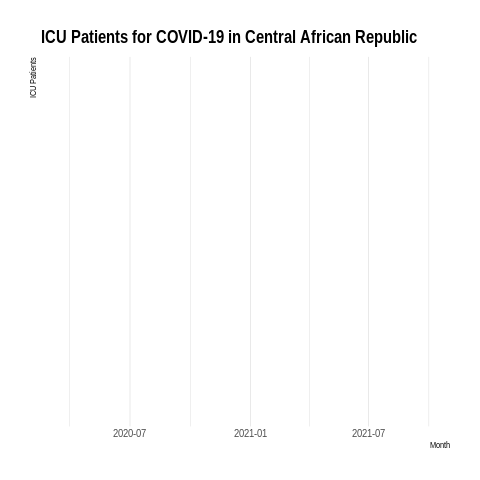 ICU Patients for COVID-19 in Central African Republic
ICU Patients
2020-07
2021-01
2021-07
Month